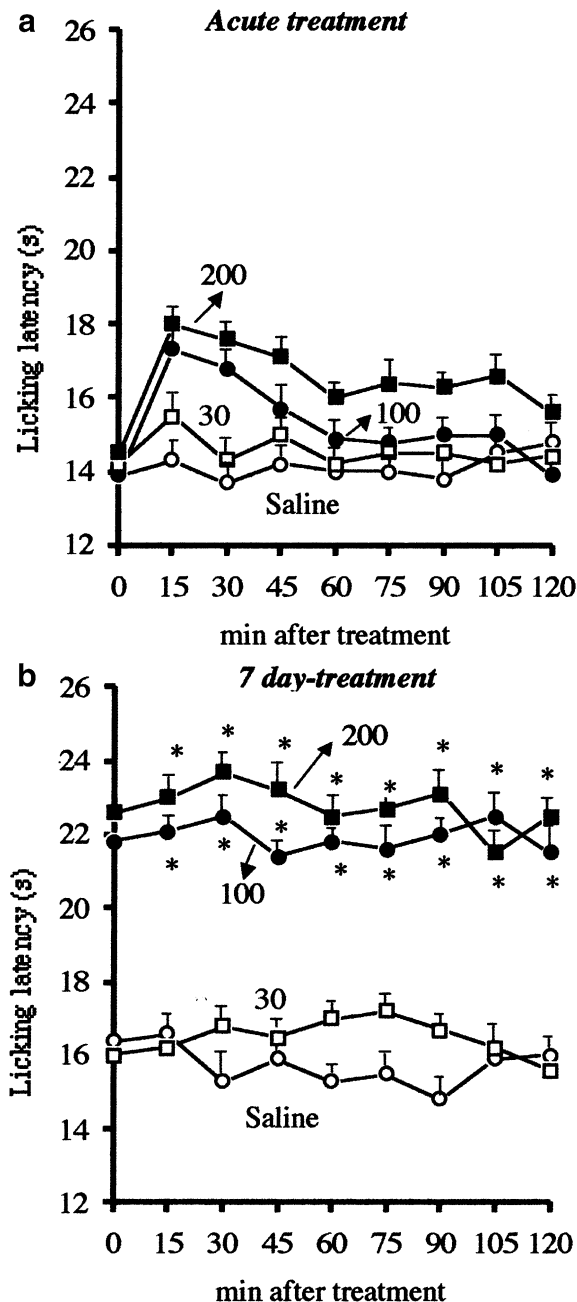 a
Acute treatment
26
24
22
20
18
16
14
12
Licking latency (s)
200
30
100
Saline
0 15 30 45 60 75 90 105 120
min after treatment
b
7 day-treatment
26
24
22
20
18
16
14
12
Licking latency (s)
* * * * * * * *
200
* * * * * * * *
100
30
Saline
0 15 30 45 60 75 90 105 120
min after treatment